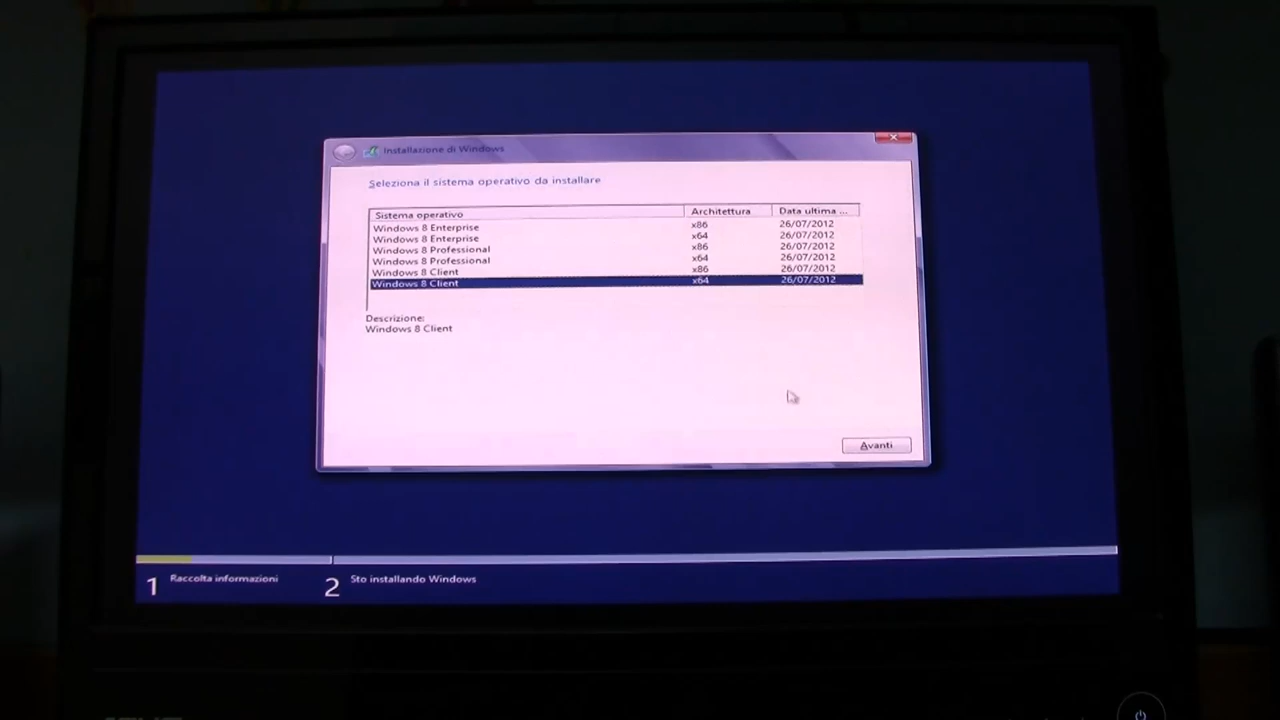 Installazione di Windows
Seleziona il sistema operativo da installare
Sistema operativo Architettura Data ultima ...
Windows 8 Enterprise x86 26/07/2012
Windows 8 Enterprise x64 26/07/2012
Windows 8 Professional x86 26/07/2012
Windows 8 Professional x64 26/07/2012
Windows 8 Client x86 26/07/2012
Windows 8 Client x64 26/07/2012
Descrizione:
Windows 8 Client
Avanti
1 Raccolta informazioni 2 Sto installando Windows